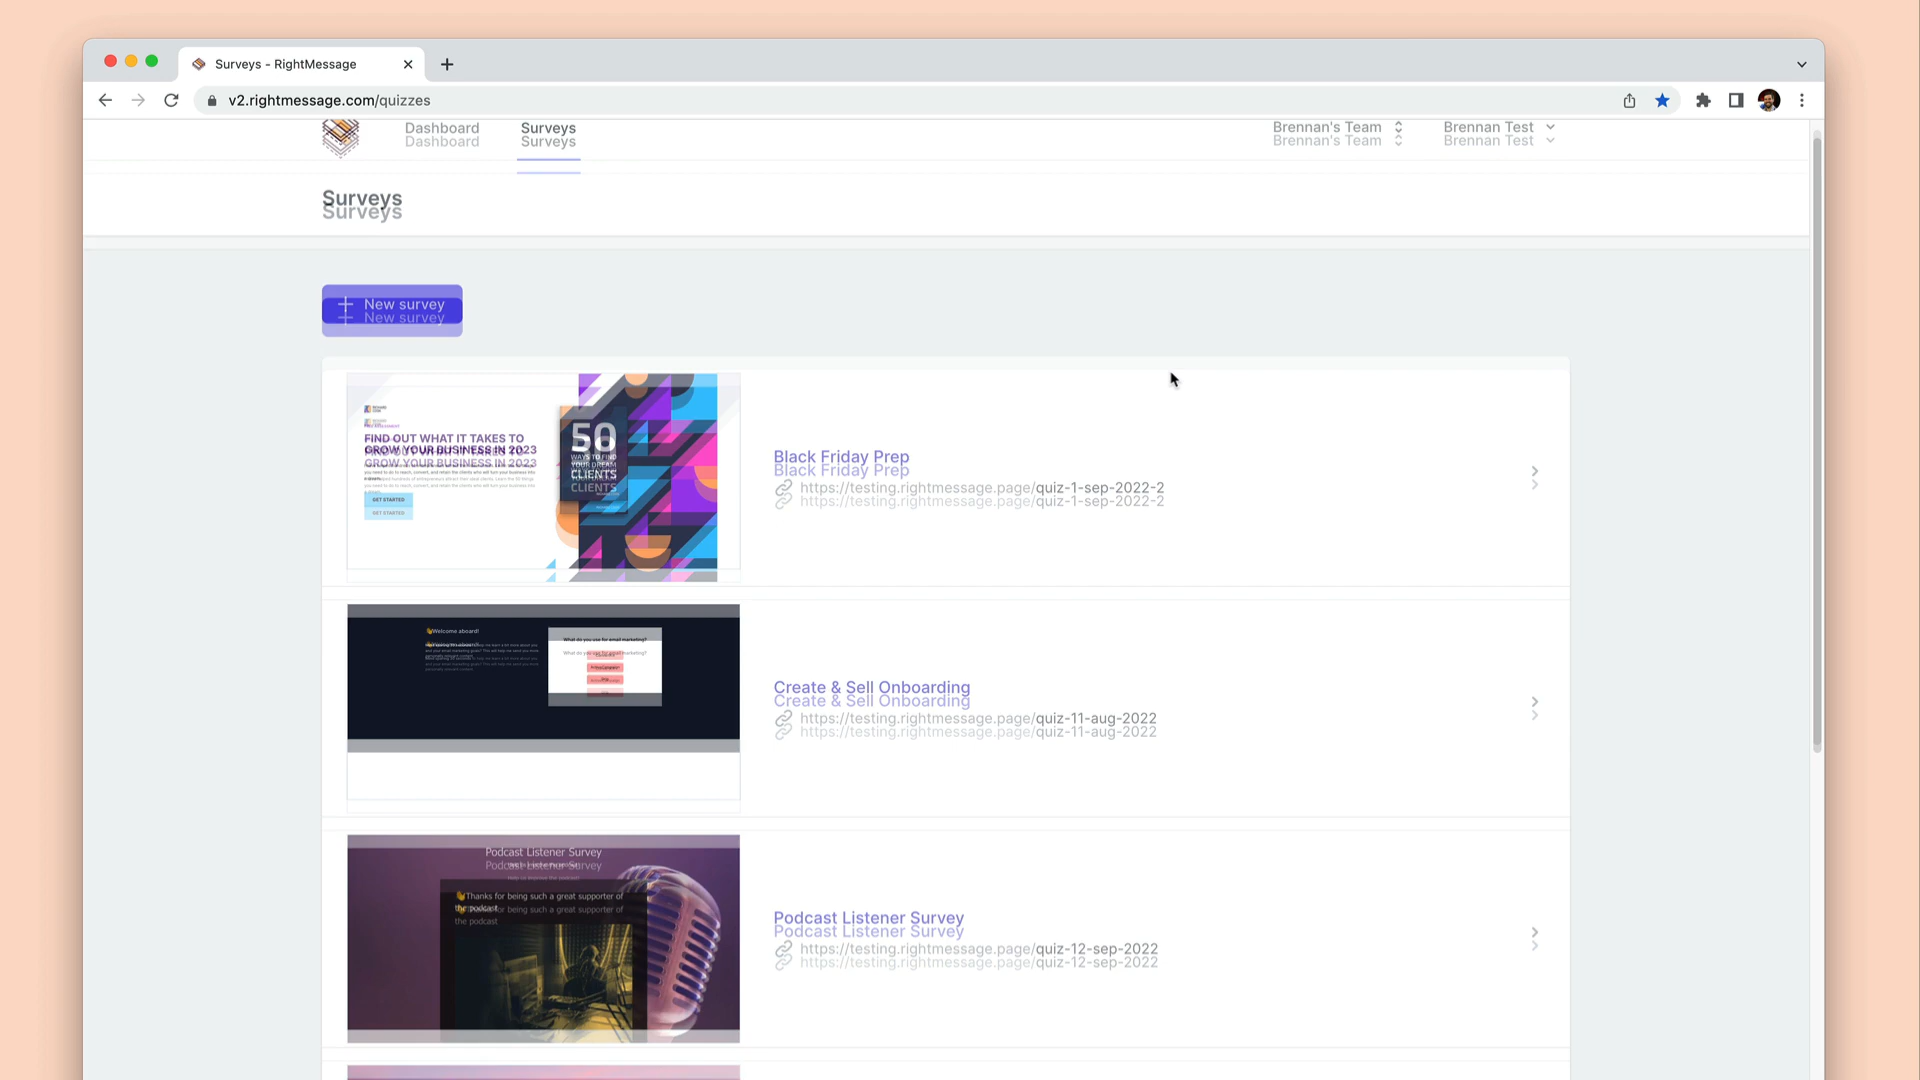 Surveys - RightMessage
v2.rightmessage.com/quizzes
Dashboard
Surveys
Brennan's Team
Brennan Test
Surveys
New survey
FIND OUT WHAT IT TAKES TO
GROW YOUR BUSINESS IN 2023
GET STARTED
50
WAYS TO FIND
YOUR DREAM
CLIENTS
Black Friday Prep
https://testing.rightmessage.page/quiz-1-sep-2022-2
Welcome aboard!
What do you use for email marketing?
Create & Sell Onboarding
https://testing.rightmessage.page/quiz-11-aug-2022
Podcast Listener Survey
Thanks for being such a great supporter of
the podcast
Podcast Listener Survey
https://testing.rightmessage.page/quiz-12-sep-2022